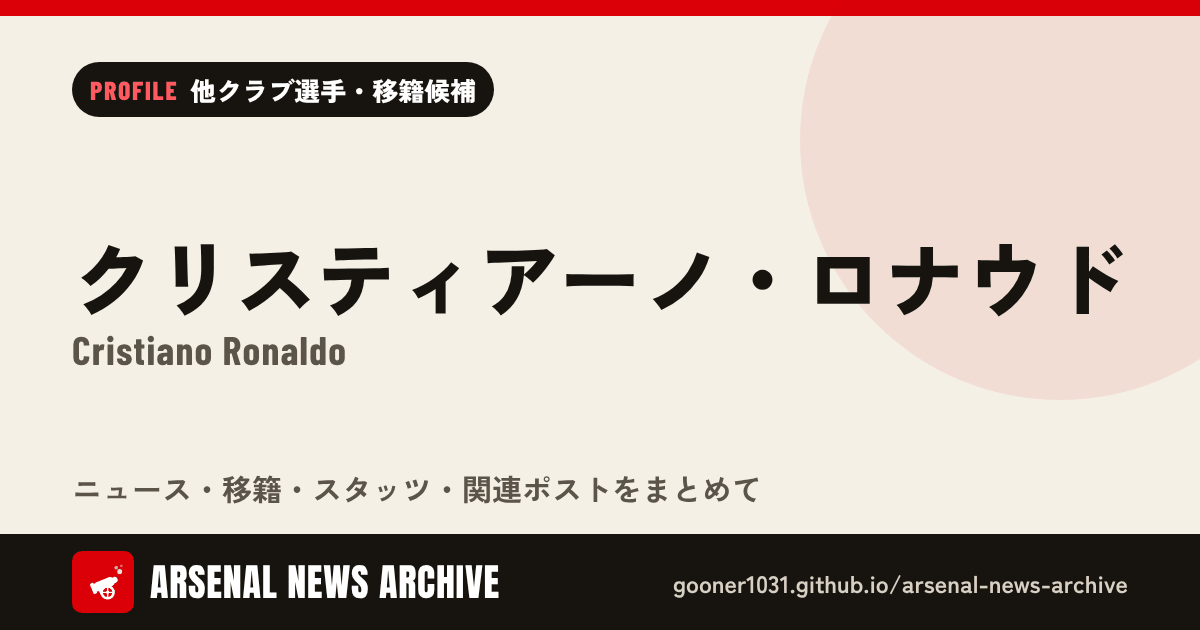 PROFILE 他クラブ選手・移籍候補
クリスティアーノ・ロナウド
Cristiano Ronaldo
ニュース・移籍・スタッツ・関連ポストをまとめて
ARSENAL NEWS ARCHIVE
gooner1031.github.io/arsenal-news-archive